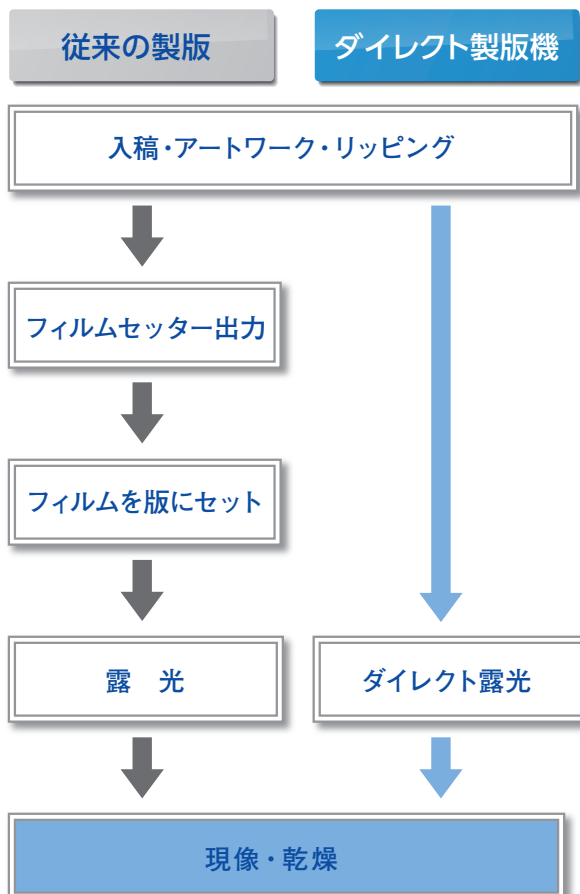 従来の製版
ダイレクト製版機
入稿・アートワーク・リッピング
フィルムセッター出力
フィルムを版にセット
露　光
ダイレクト露光
現像・乾燥